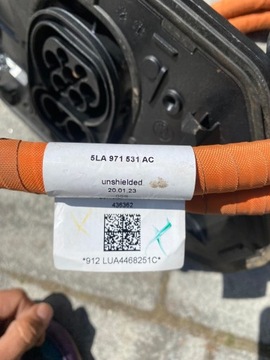 5LA 971 531 AC
unshielded
20.01.23
436362
*912 LUA4468251C*